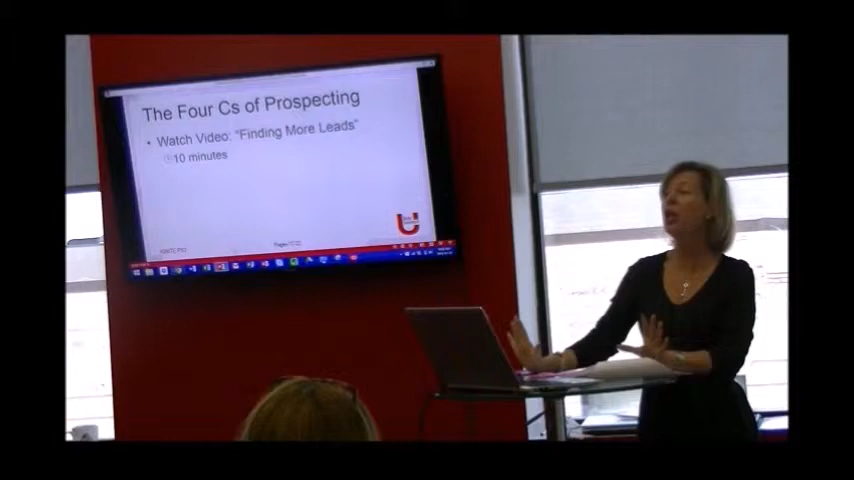 The Four Cs of Prospecting
• Watch Video: "Finding More Leads"
10 minutes